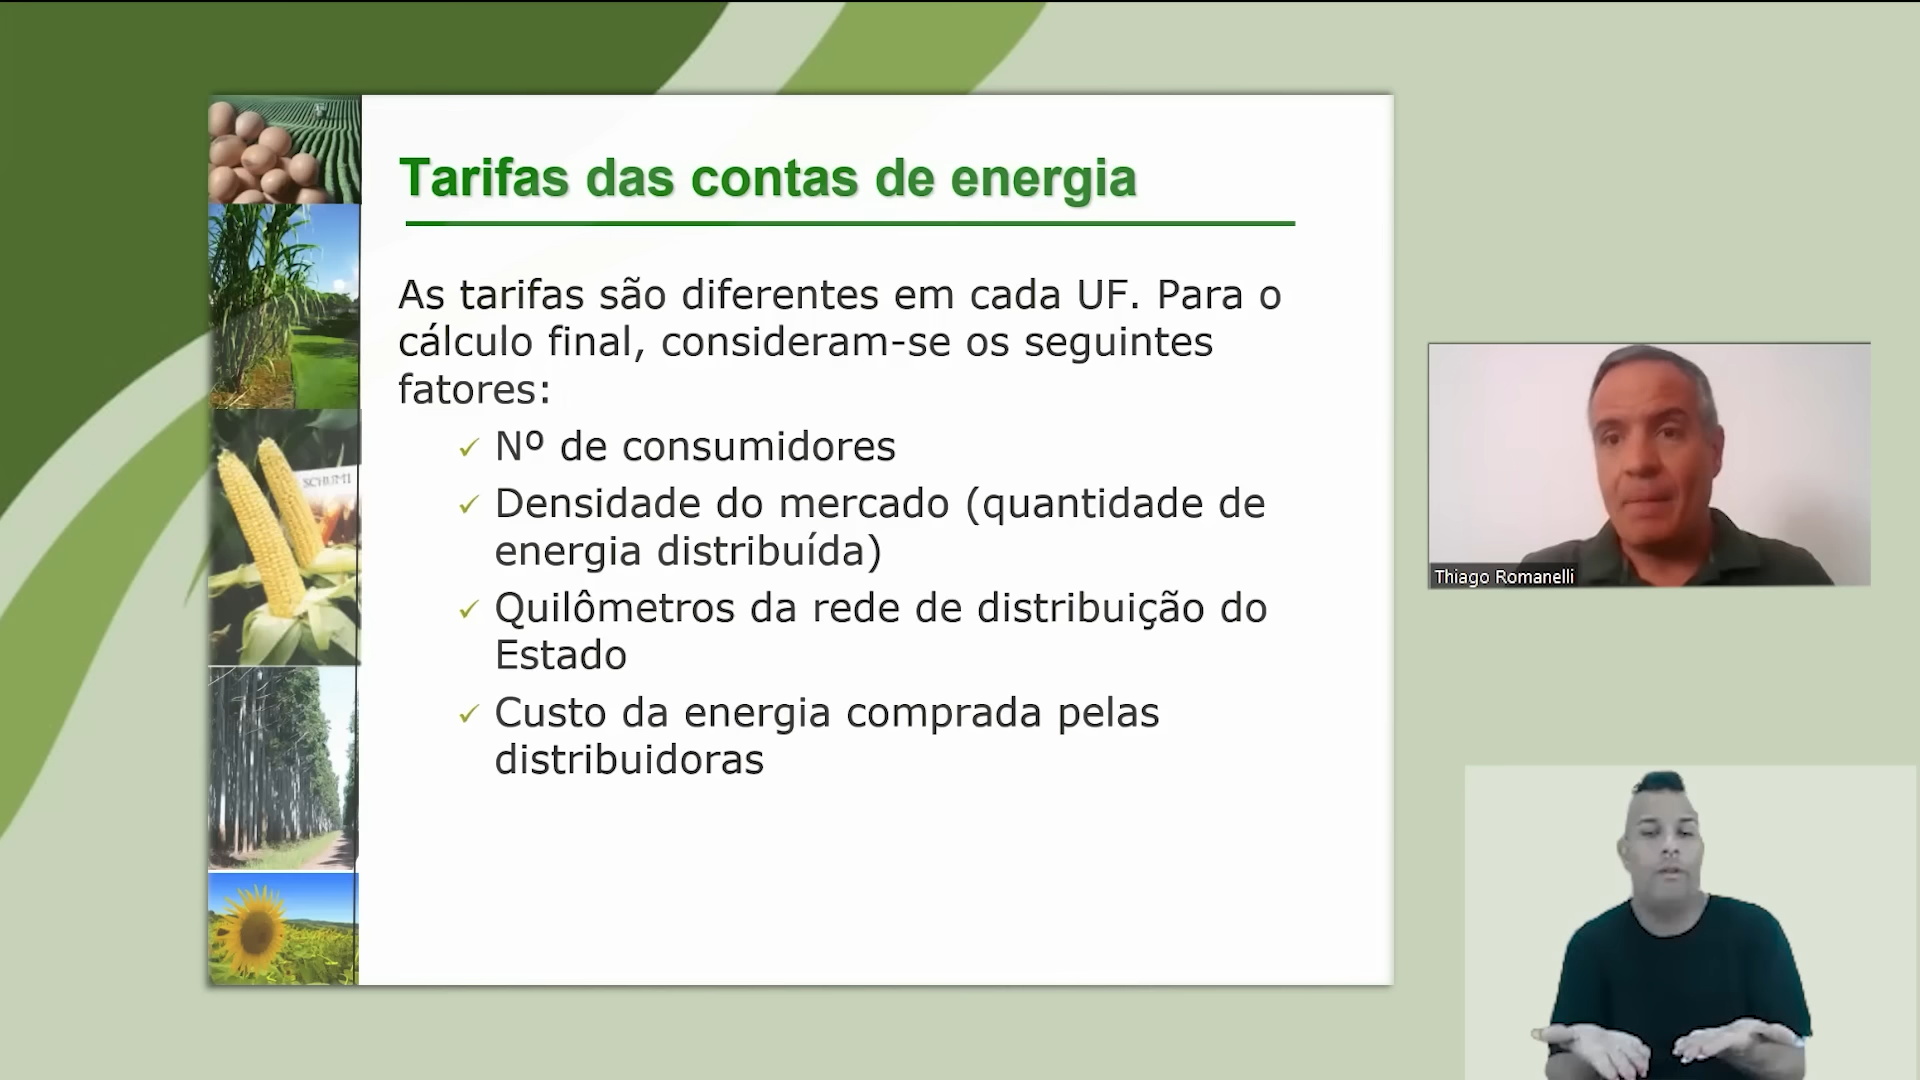 Tarifas das contas de energia
As tarifas são diferentes em cada UF. Para o
cálculo final, consideram-se os seguintes
fatores:
✓ Nº de consumidores
✓ Densidade do mercado (quantidade de
energia distribuída)
✓ Quilômetros da rede de distribuição do
Estado
✓ Custo da energia comprada pelas
distribuidoras
SCHUMI
Thiago Romanelli